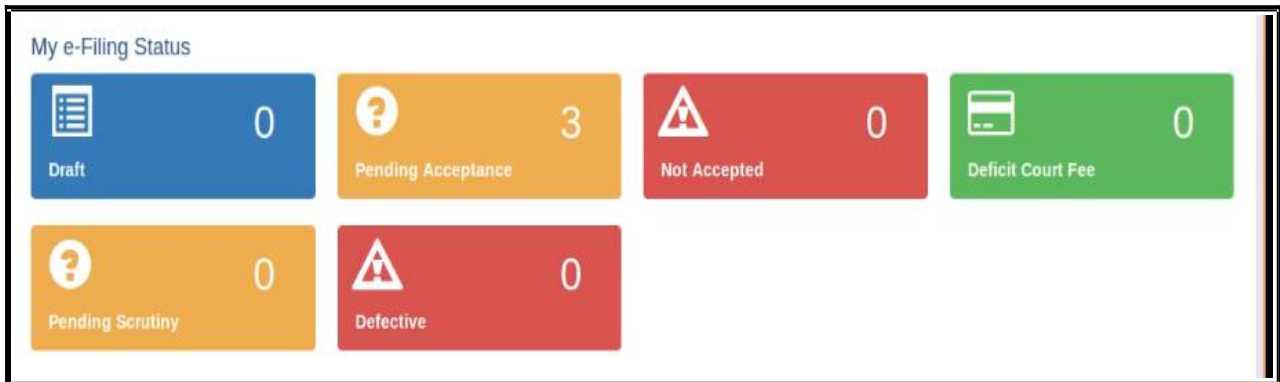 My e-Filing Status
0
Draft
3
Pending Acceptance
0
Not Accepted
0
Deficit Court Fee
0
Pending Scrutiny
0
Defective